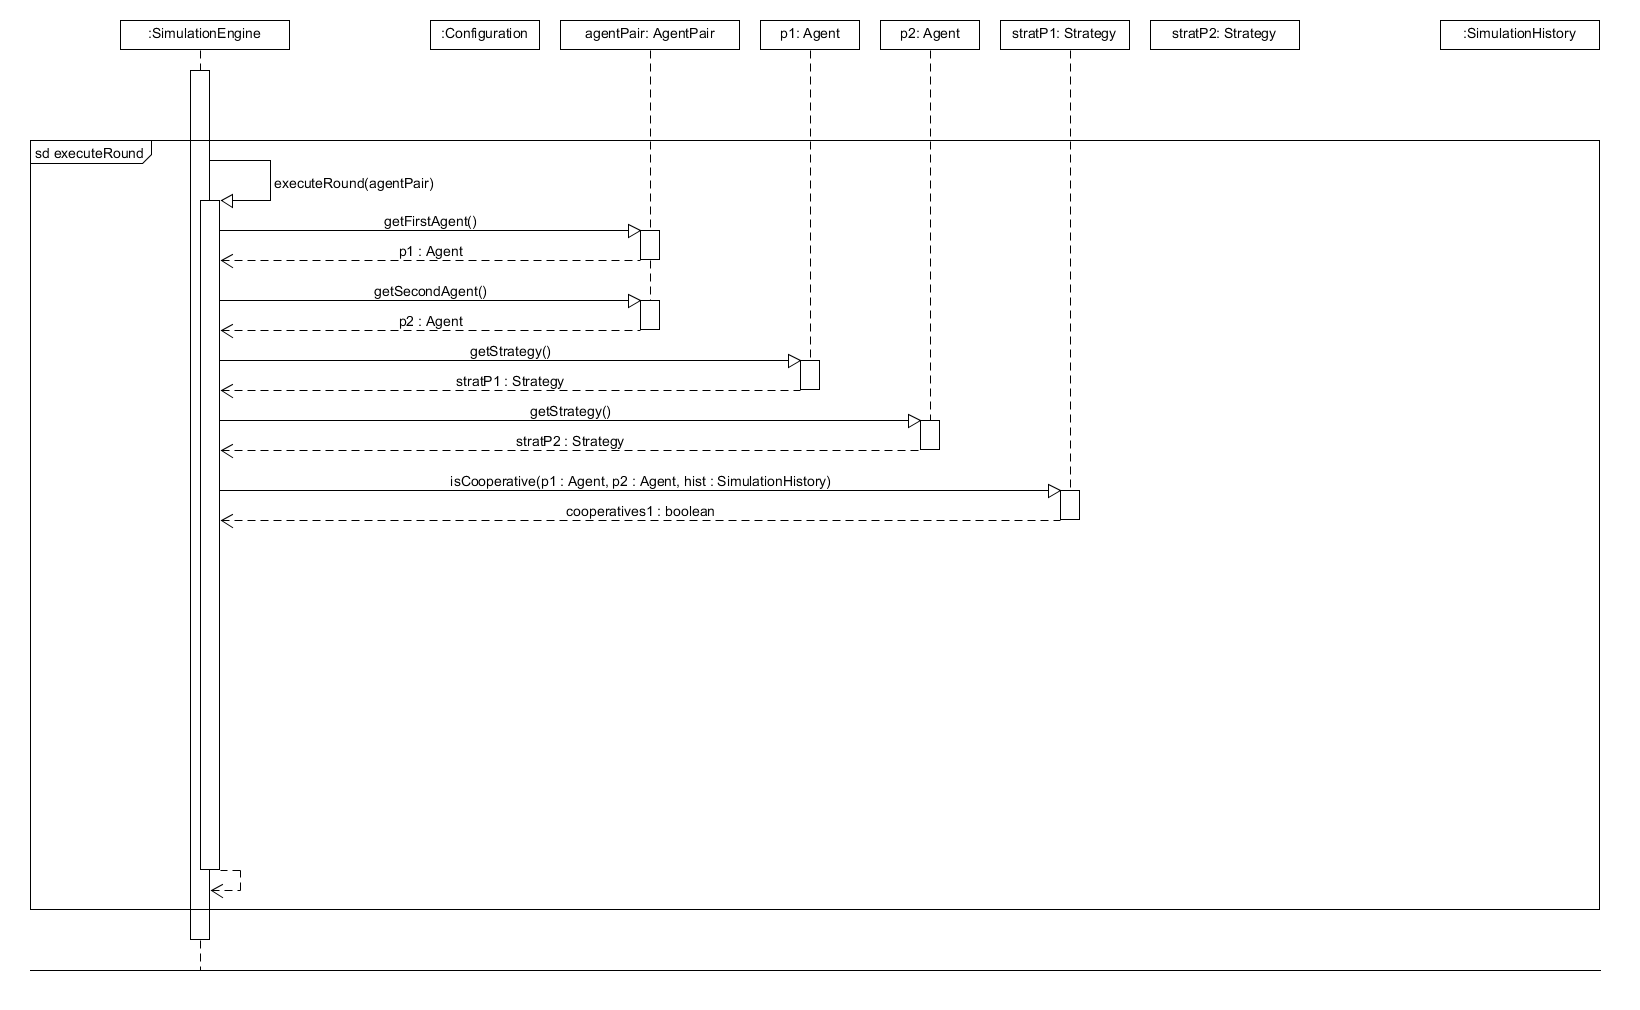 :SimulationEngine
:Configuration
agentPair: AgentPair
p1: Agent
p2: Agent
stratP1: Strategy
stratP2: Strategy
:SimulationHistory
sd executeRound
executeRound(agentPair)
getFirstAgent()
p1 : Agent
getSecondAgent()
p2 : Agent
getStrategy()
stratP1 : Strategy
getStrategy()
stratP2 : Strategy
isCooperative(p1 : Agent, p2 : Agent, hist : SimulationHistory)
cooperatives1 : boolean